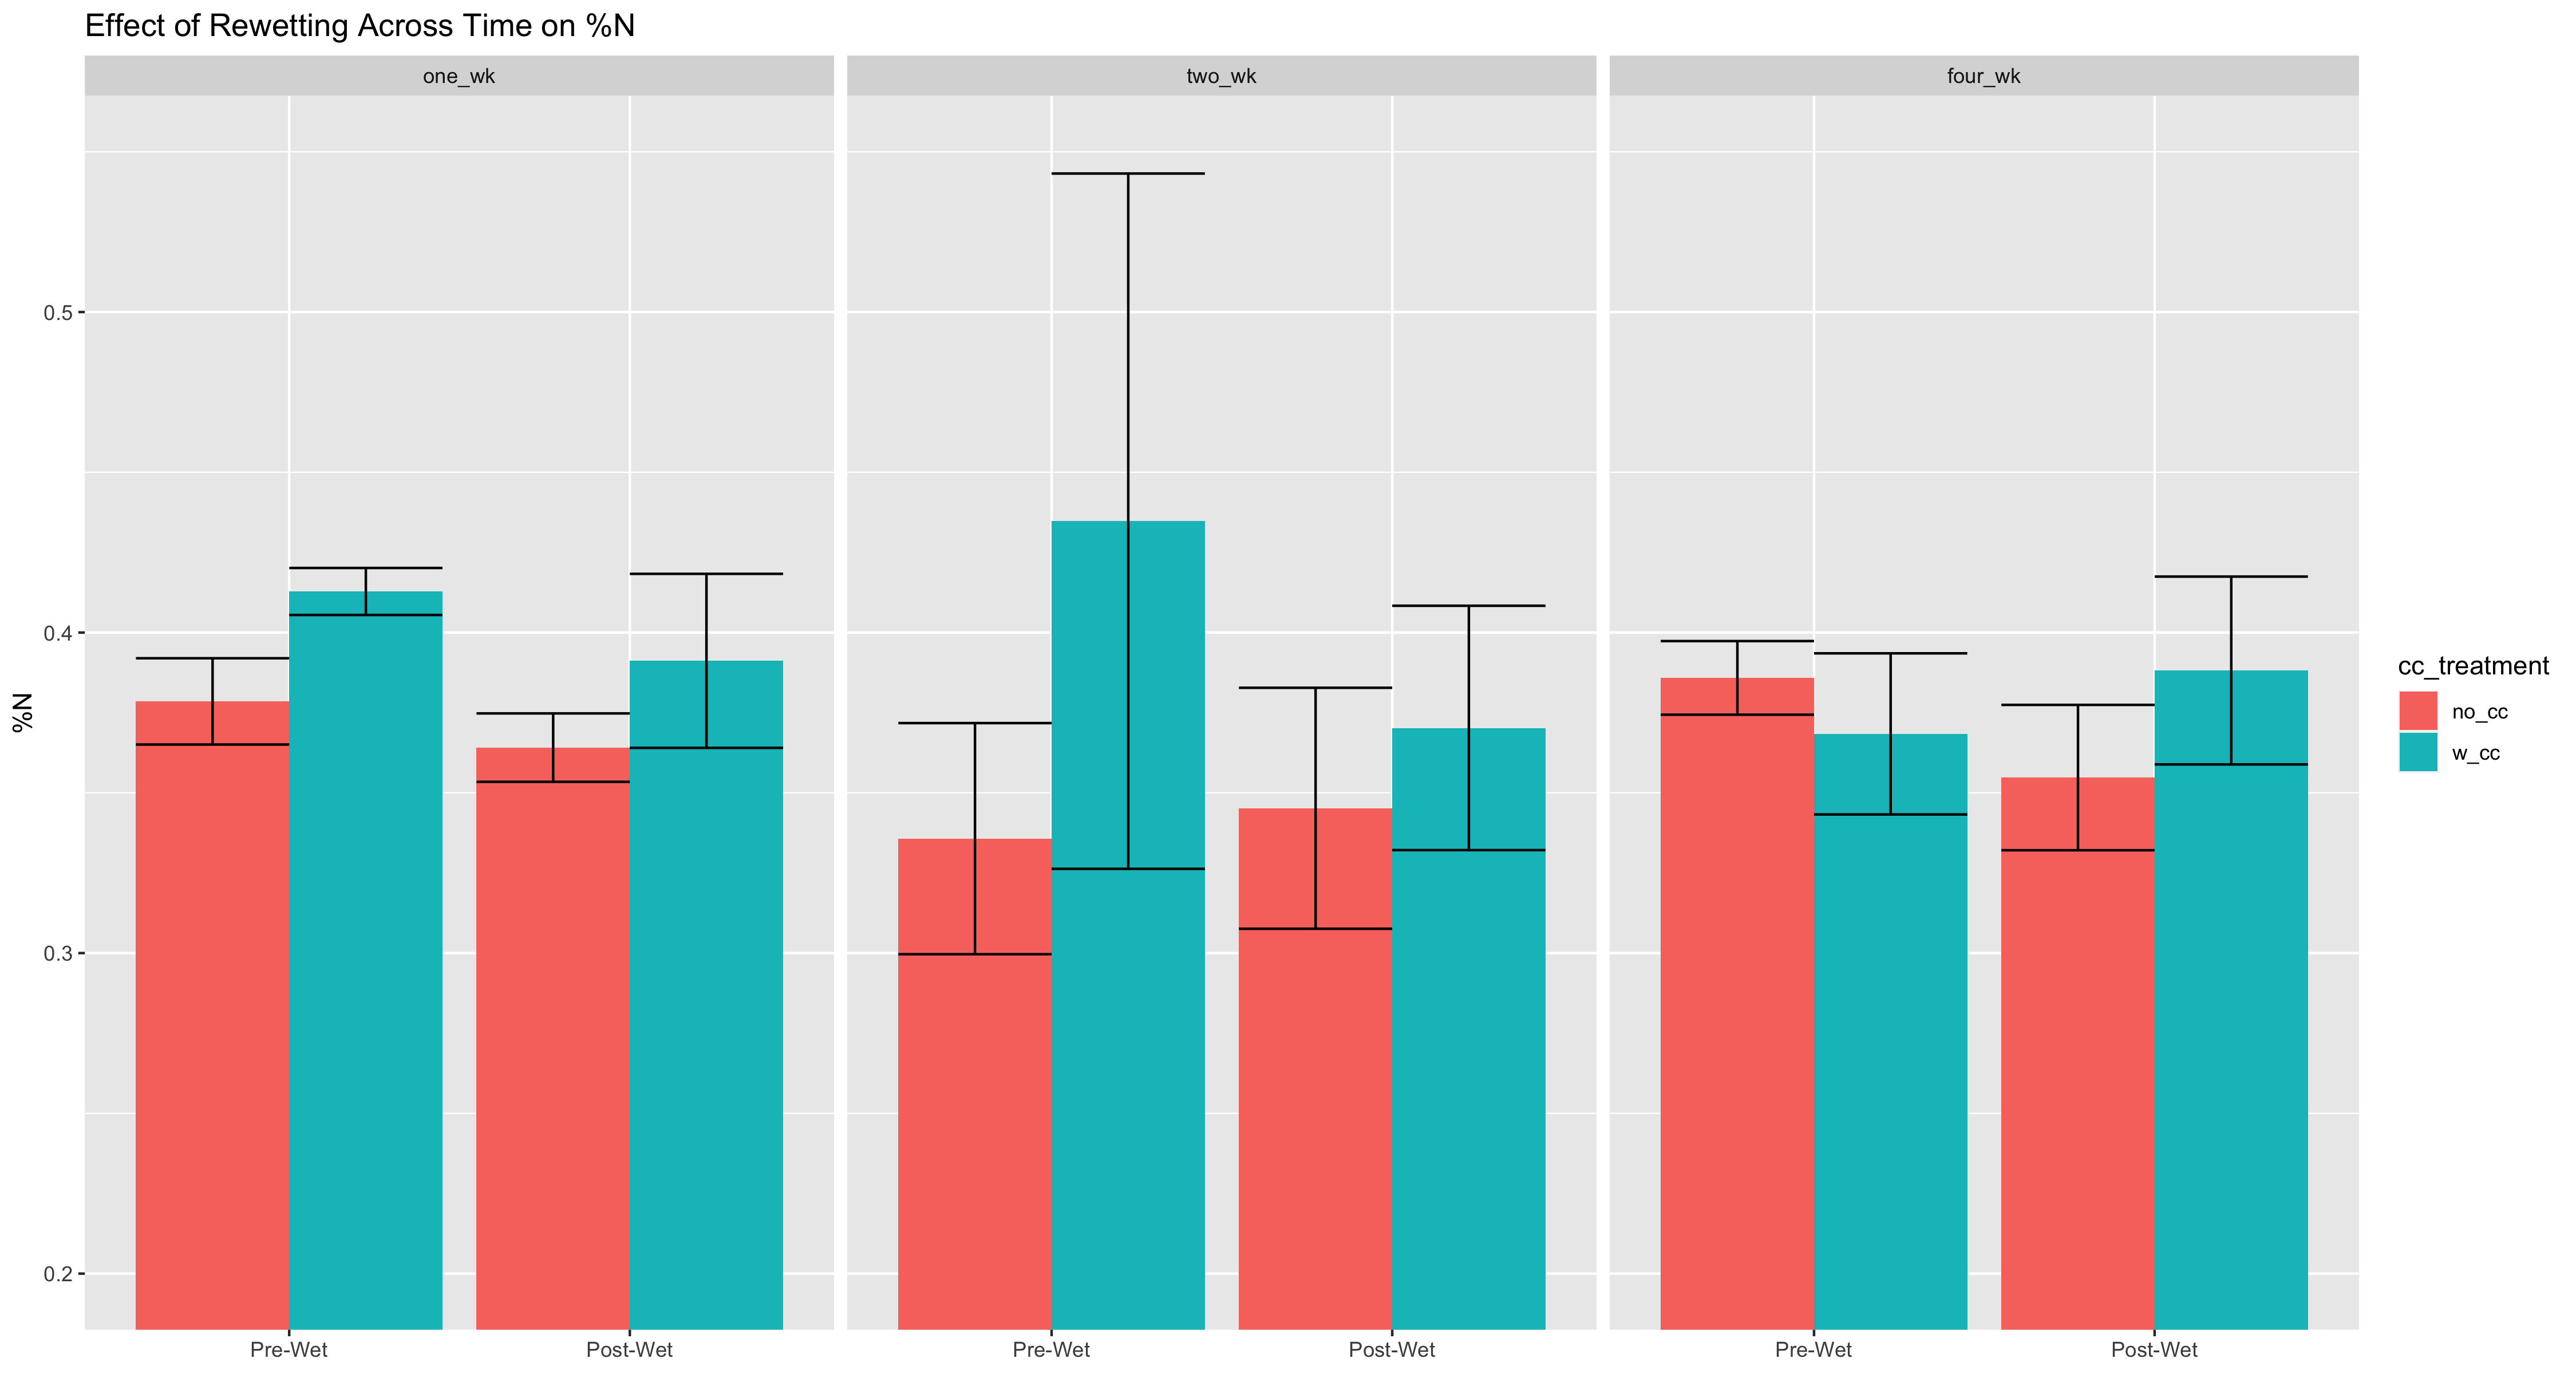 Effect of Rewetting Across Time on %N
one_wk
two_wk
four_wk
%N
0.5
0.4
0.3
0.2
Pre-Wet
Post-Wet
Pre-Wet
Post-Wet
Pre-Wet
Post-Wet
cc_treatment
no_cc
w_cc